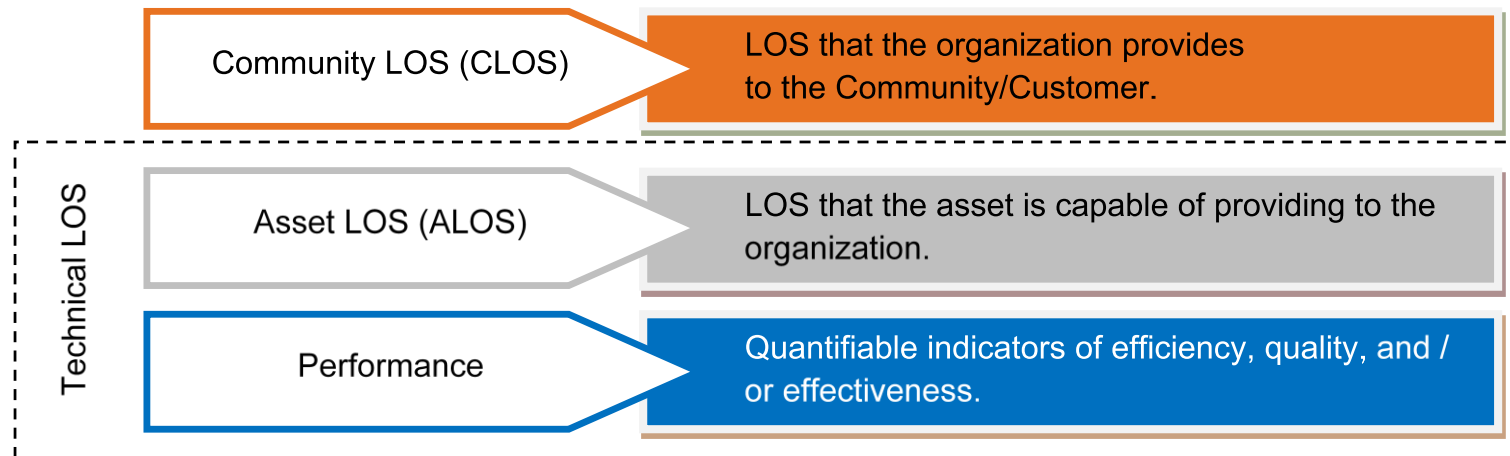 Community LOS (CLOS)
LOS that the organization provides
to the Community/Customer.
Technical LOS
Asset LOS (ALOS)
LOS that the asset is capable of providing to the
organization.
Performance
Quantifiable indicators of efficiency, quality, and /
or effectiveness.